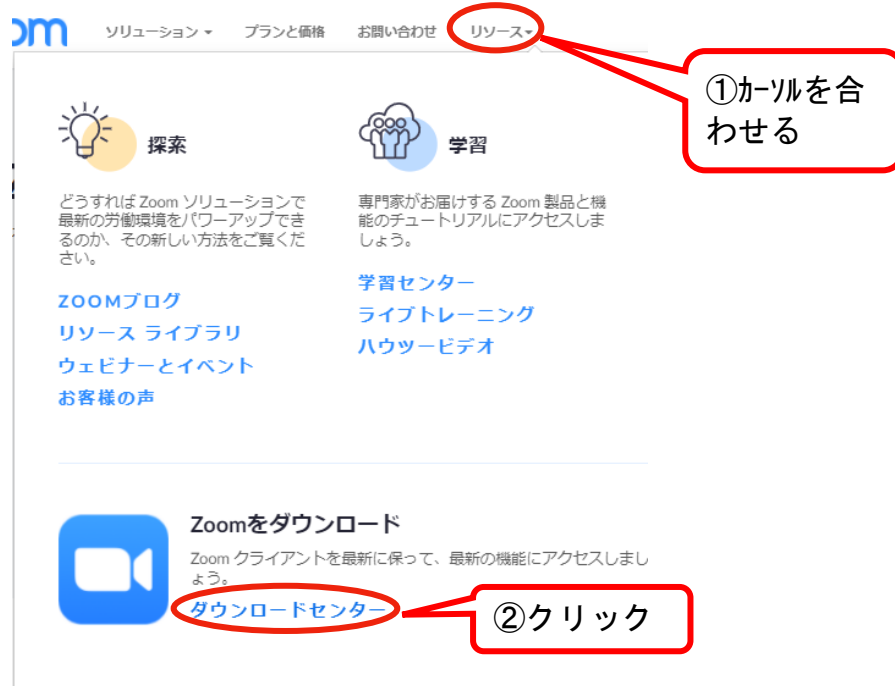 om ソリューション ▾ プランと価格 お問い合わせ リソース▾
①ｶｰｿﾙを合
わせる
探索
どうすれば Zoom ソリューションで
最新の労働環境をパワーアップでき
るのか、その新しい方法をご覧くだ
さい。
ZOOMブログ
リソース ライブラリ
ウェビナーとイベント
お客様の声
学習
専門家がお届けする Zoom 製品と機
能のチュートリアルにアクセスしま
しょう。
学習センター
ライブトレーニング
ハウツービデオ
Zoomをダウンロード
Zoom クライアントを最新に保って、最新の機能にアクセスしまし
ょう。
ダウンロードセンター
②クリック